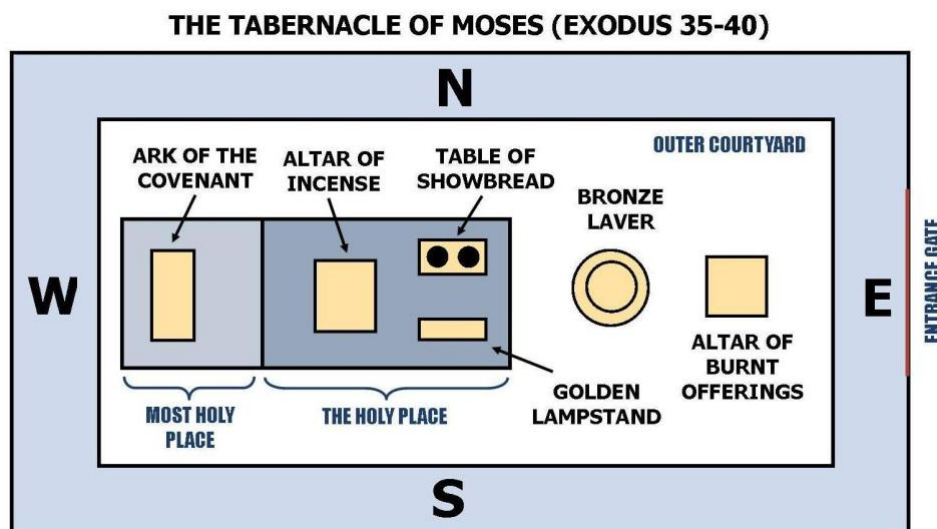 THE TABERNACLE OF MOSES (EXODUS 35-40)
N
OUTER COURTYARD
ARK OF THE
COVENANT
ALTAR OF
INCENSE
TABLE OF
SHOWBREAD
BRONZE
LAVER
W
E
ENTRANCE GATE
ALTAR OF
BURNT
OFFERINGS
GOLDEN
LAMPSTAND
MOST HOLY
PLACE
THE HOLY PLACE
S